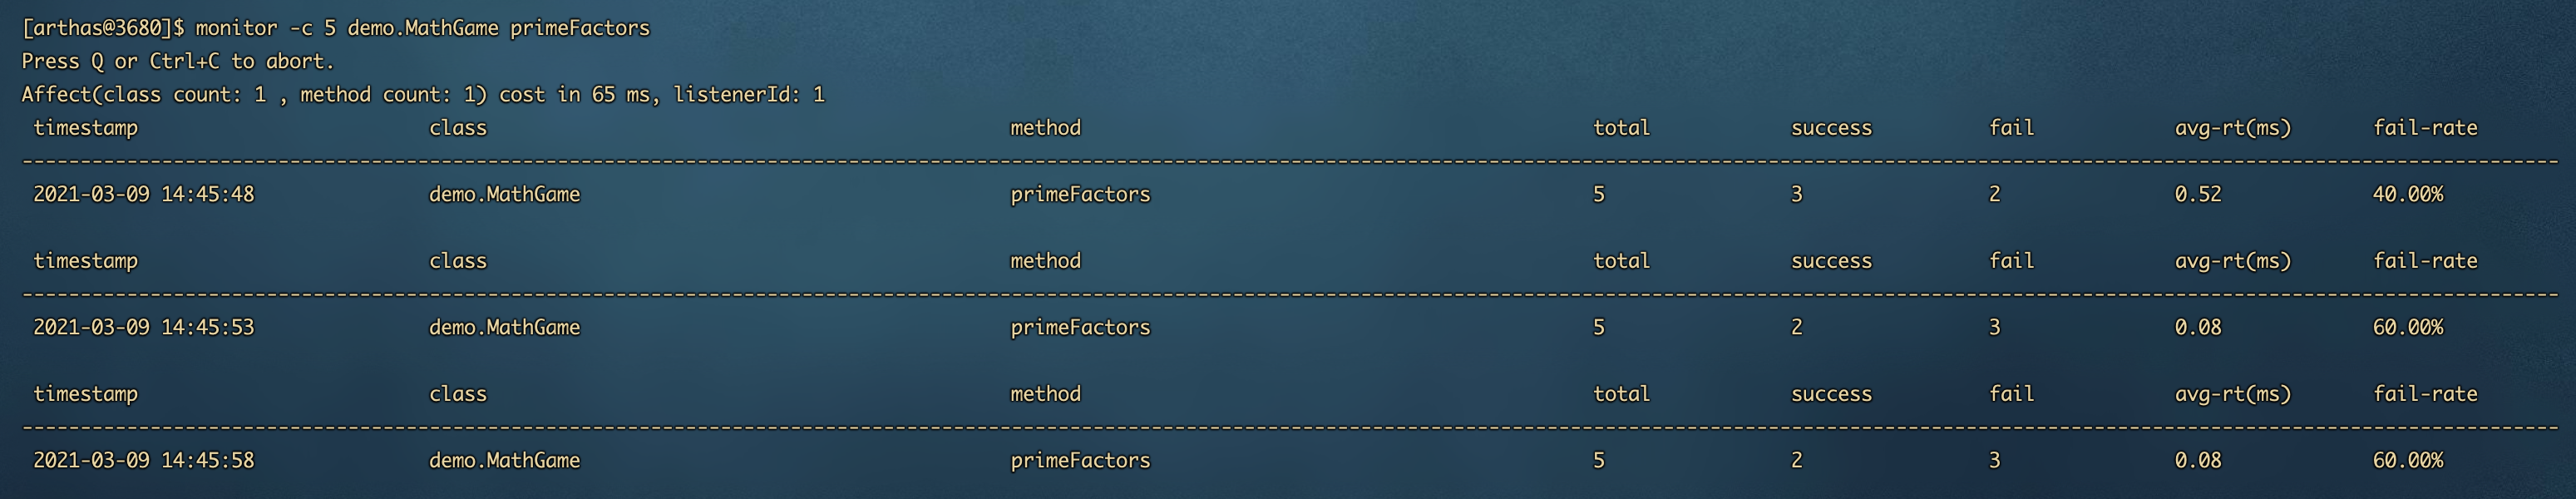 [arthas@3680]$ monitor -c 5 demo.MathGame primeFactors
Press Q or Ctrl+C to abort.
Affect(class count: 1 , method count: 1) cost in 65 ms, listenerId: 1
timestamp class method total success fail avg-rt(ms) fail-rate
--------------------------------------------------------------------------------
2021-03-09 14:45:48 demo.MathGame primeFactors 5 3 2 0.52 40.00%
timestamp class method total success fail avg-rt(ms) fail-rate
--------------------------------------------------------------------------------
2021-03-09 14:45:53 demo.MathGame primeFactors 5 2 3 0.08 60.00%
timestamp class method total success fail avg-rt(ms) fail-rate
--------------------------------------------------------------------------------
2021-03-09 14:45:58 demo.MathGame primeFactors 5 2 3 0.08 60.00%